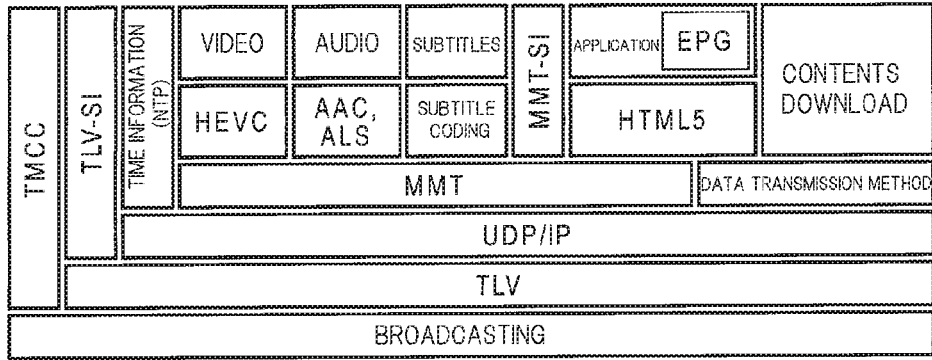 TMCC
TLV-SI
TIME INFORMATION
(NTP)
VIDEO
AUDIO
SUBTITLES
MMT-SI
APPLICATION
EPG
CONTENTS
DOWNLOAD
HEVC
AAC,
ALS
SUBTITLE
CODING
HTML5
MMT
DATA TRANSMISSION METHOD
UDP/IP
TLV
BROADCASTING